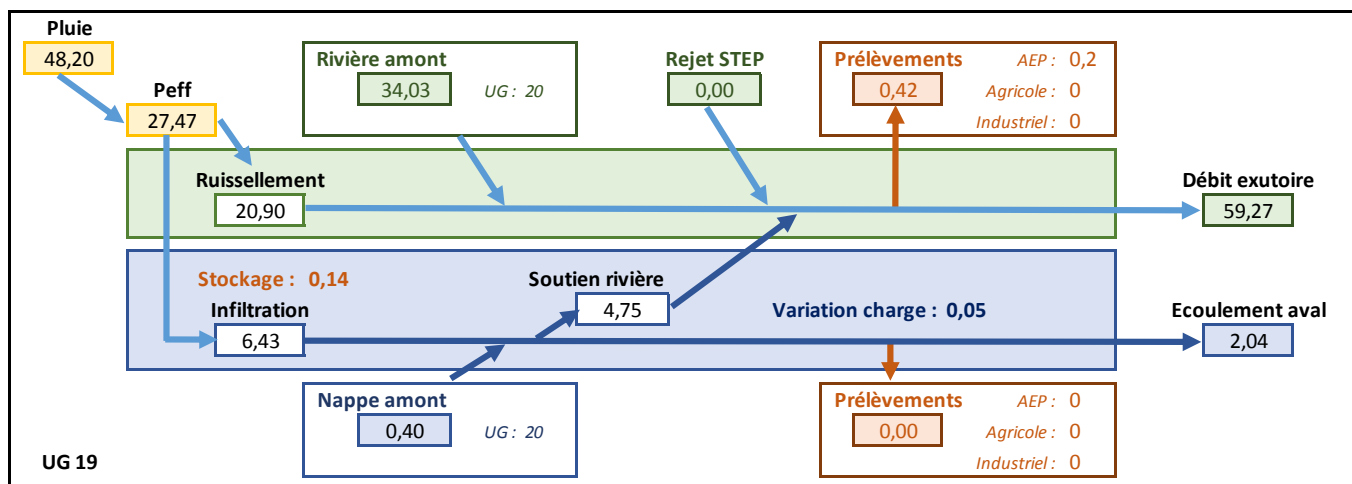 Pluie
48,20
Peff
27,47
Rivière amont
34,03
UG : 20
Rejet STEP
0,00
Prélèvements
0,42
AEP : 0,2
Agricole : 0
Industriel : 0
Ruissellement
20,90
Débit exutoire
59,27
Stockage : 0,14
Infiltration
6,43
Soutien rivière
4,75
Variation charge : 0,05
Ecoulement aval
2,04
Nappe amont
0,40
UG : 20
Prélèvements
0,00
AEP : 0
Agricole : 0
Industriel : 0
UG 19